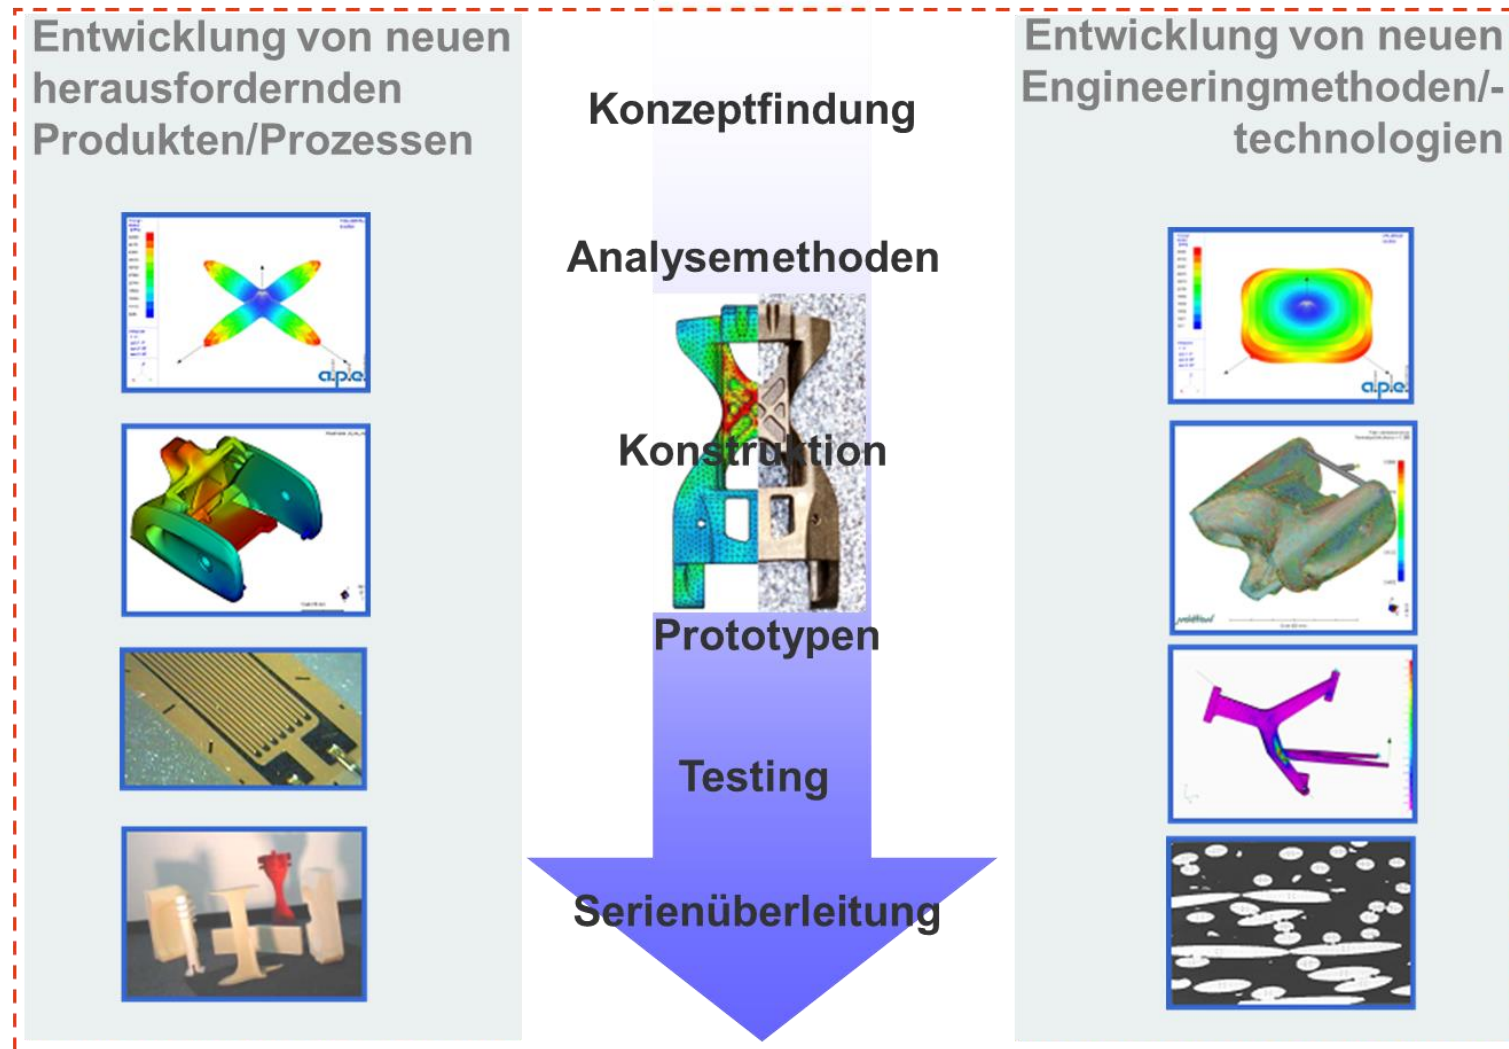 Entwicklung von neuen
herausfordernden
Produkten/Prozessen
Konzeptfindung
Analysemethoden
Konstruktion
Prototypen
Testing
Serienüberleitung
Entwicklung von neuen
Engineeringmethoden/-
technologien
a.p.e.
a.p.e.